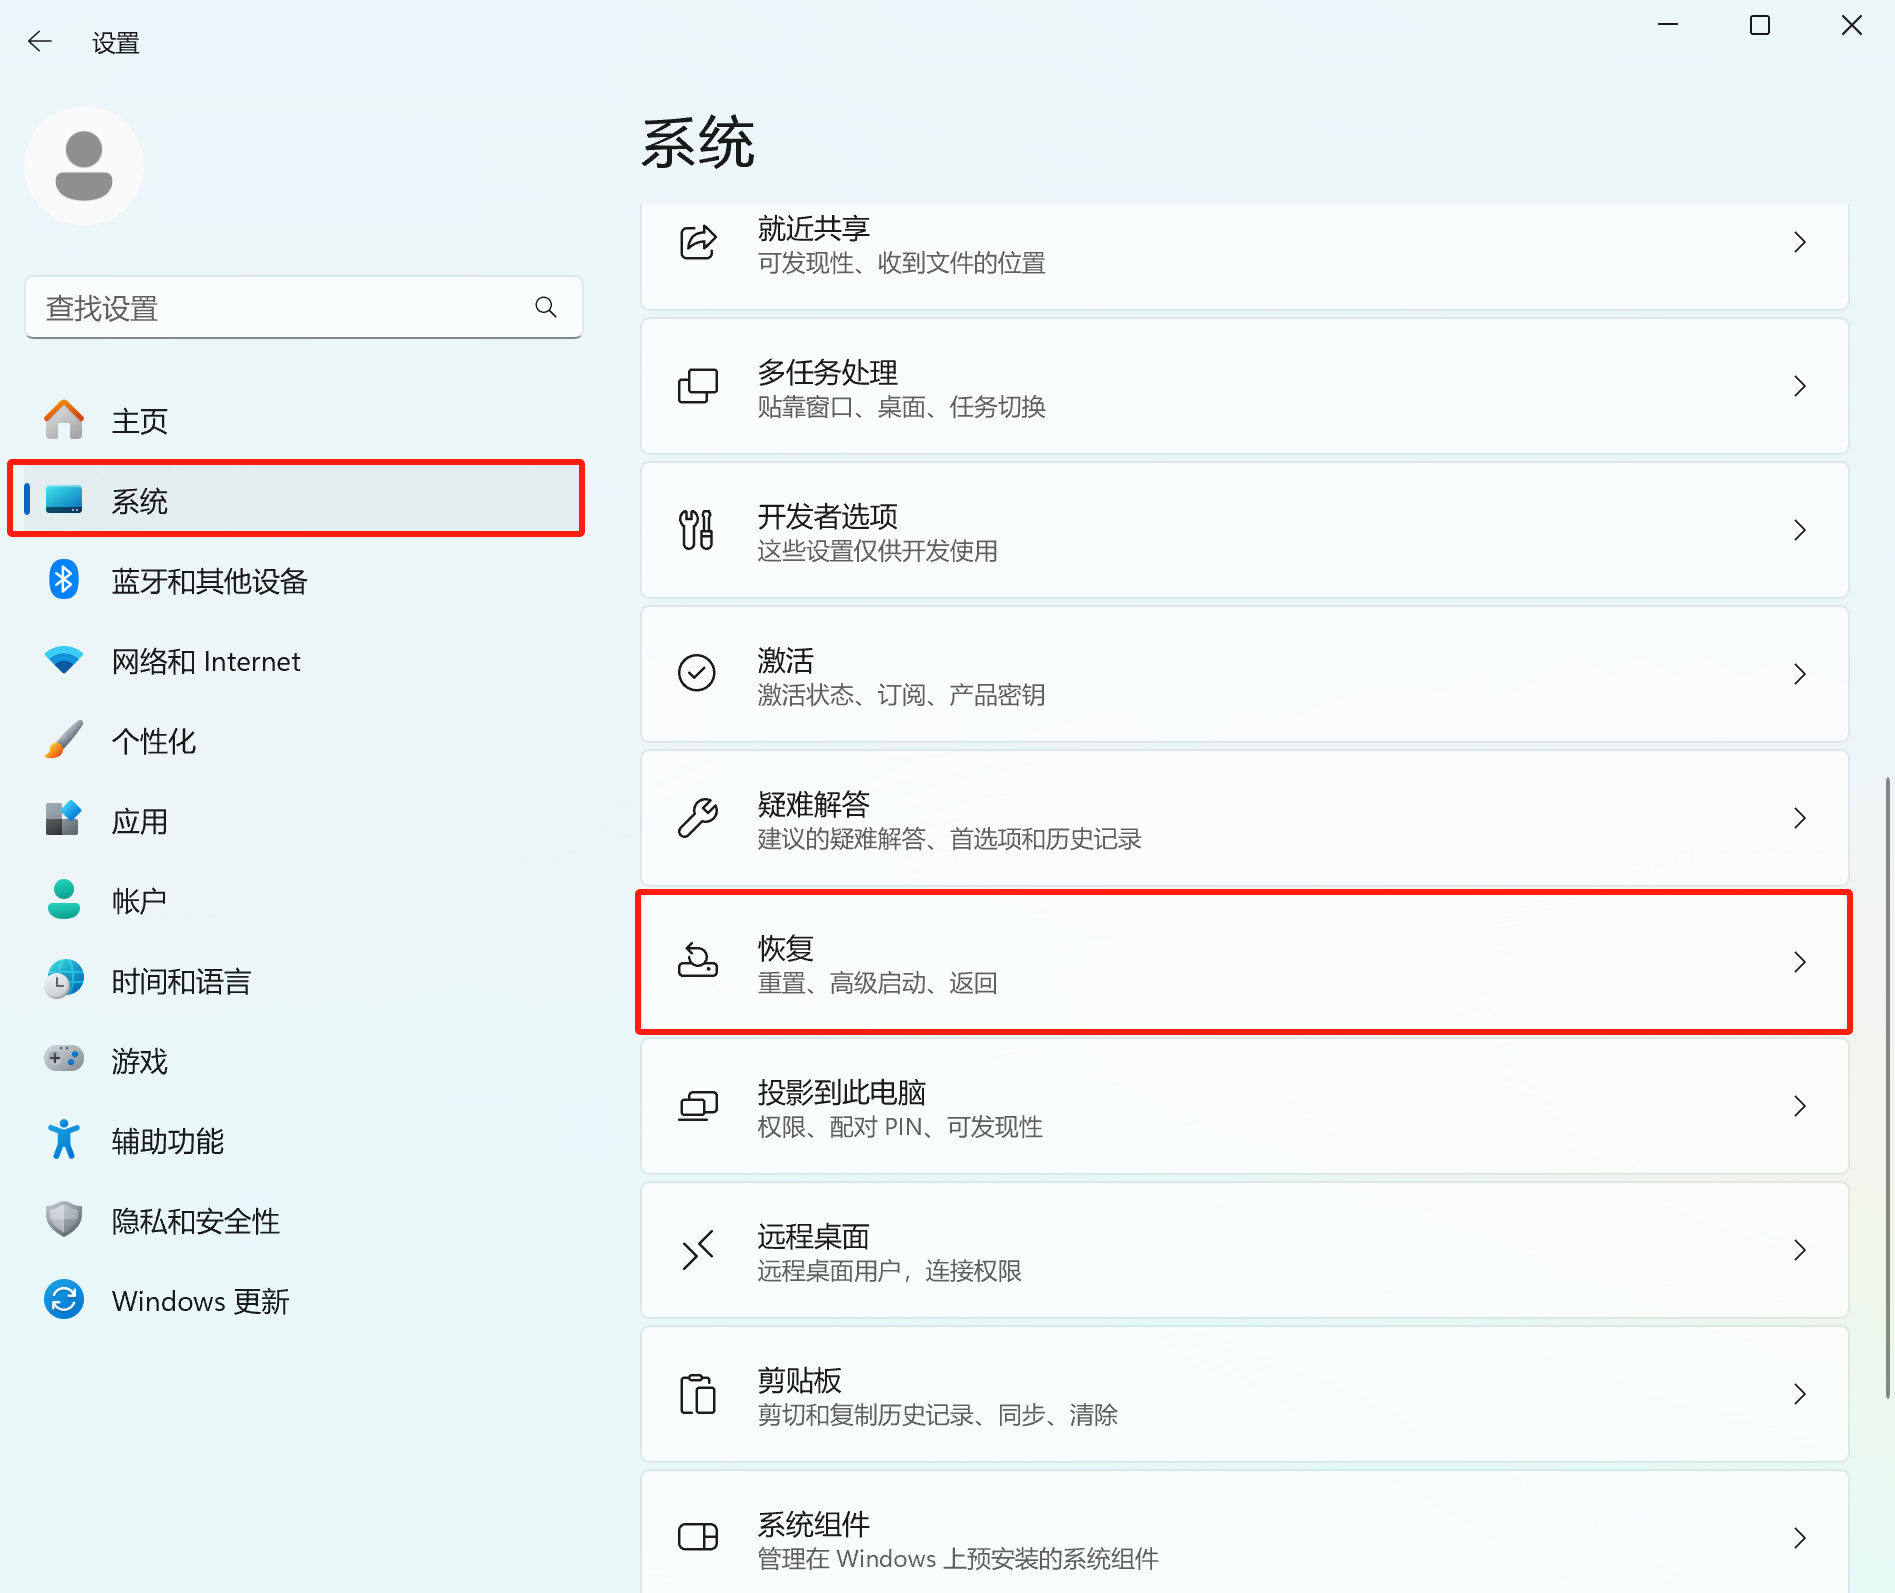 设置
查找设置
主页
系统
蓝牙和其他设备
网络和 Internet
个性化
应用
帐户
时间和语言
游戏
辅助功能
隐私和安全性
Windows 更新
系统
就近共享
可发现性、收到文件的位置
多任务处理
贴靠窗口、桌面、任务切换
开发者选项
这些设置仅供开发使用
激活
激活状态、订阅、产品密钥
疑难解答
建议的疑难解答、首选项和历史记录
恢复
重置、高级启动、返回
投影到此电脑
权限、配对 PIN、可发现性
远程桌面
远程桌面用户，连接权限
剪贴板
剪切和复制历史记录、同步、清除
系统组件
管理在 Windows 上预安装的系统组件